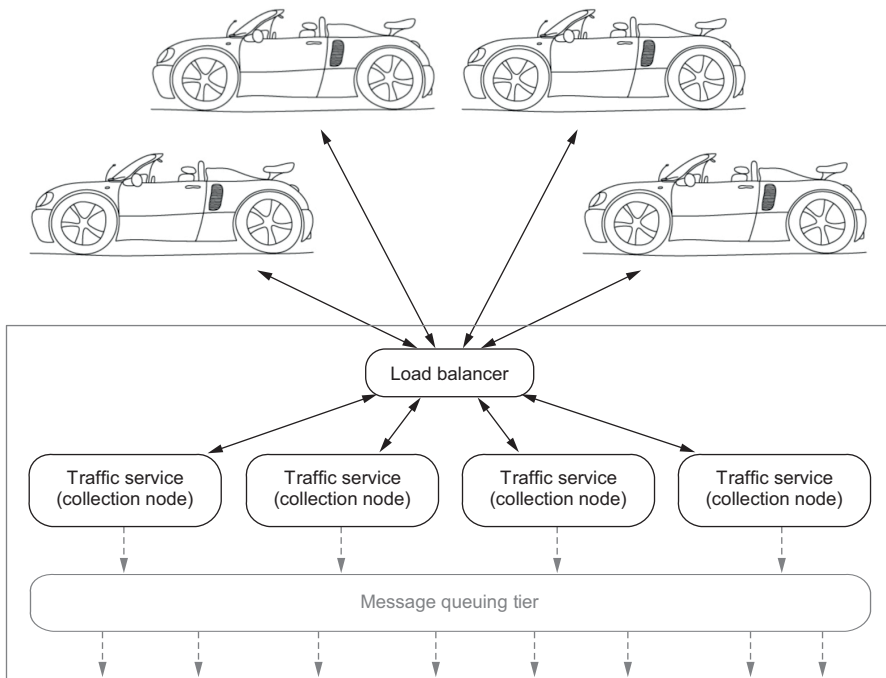 Load balancer
Traffic service
(collection node)
Traffic service
(collection node)
Traffic service
(collection node)
Traffic service
(collection node)
Message queuing tier